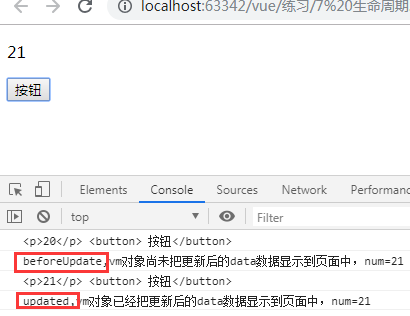 localhost:63342/vue/练习/7%20生命周期
21
按钮
Elements Console Sources Network Performance
top Filter
<p>20</p> <button> 按钮</button>
beforeUpdate,vm对象尚未把更新后的data数据显示到页面中，num=21
<p>21</p> <button> 按钮</button>
updated,vm对象已经把更新后的data数据显示到页面中，num=21